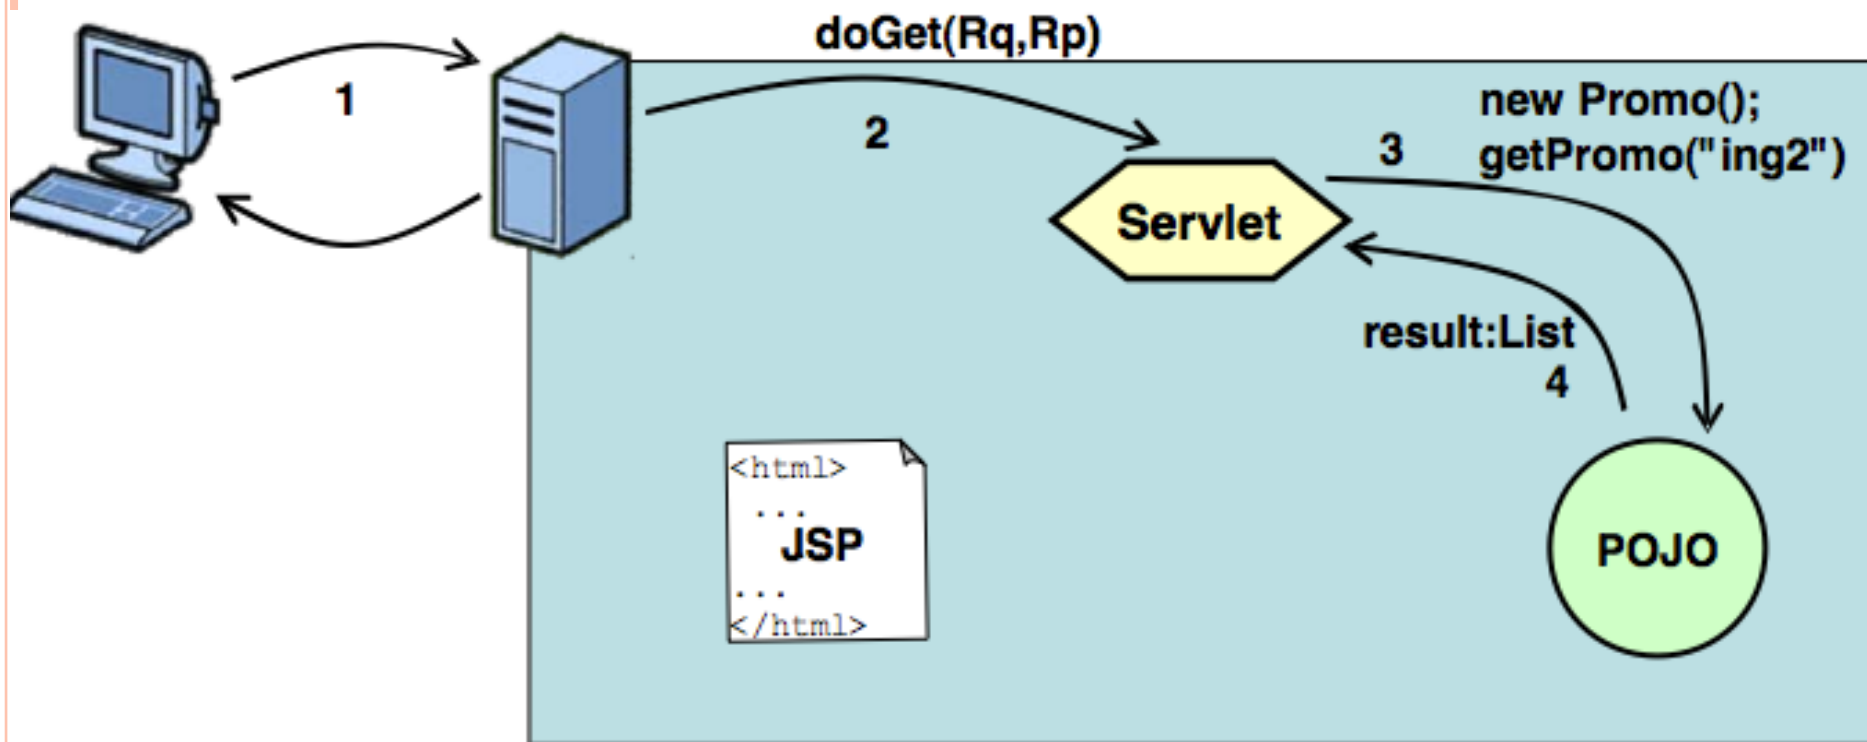 doGet(Rq,Rp)
1
2
3
new Promo();
getPromo("ing2")
Servlet
result:List
4
<html>
...
JSP
...
</html>
POJO